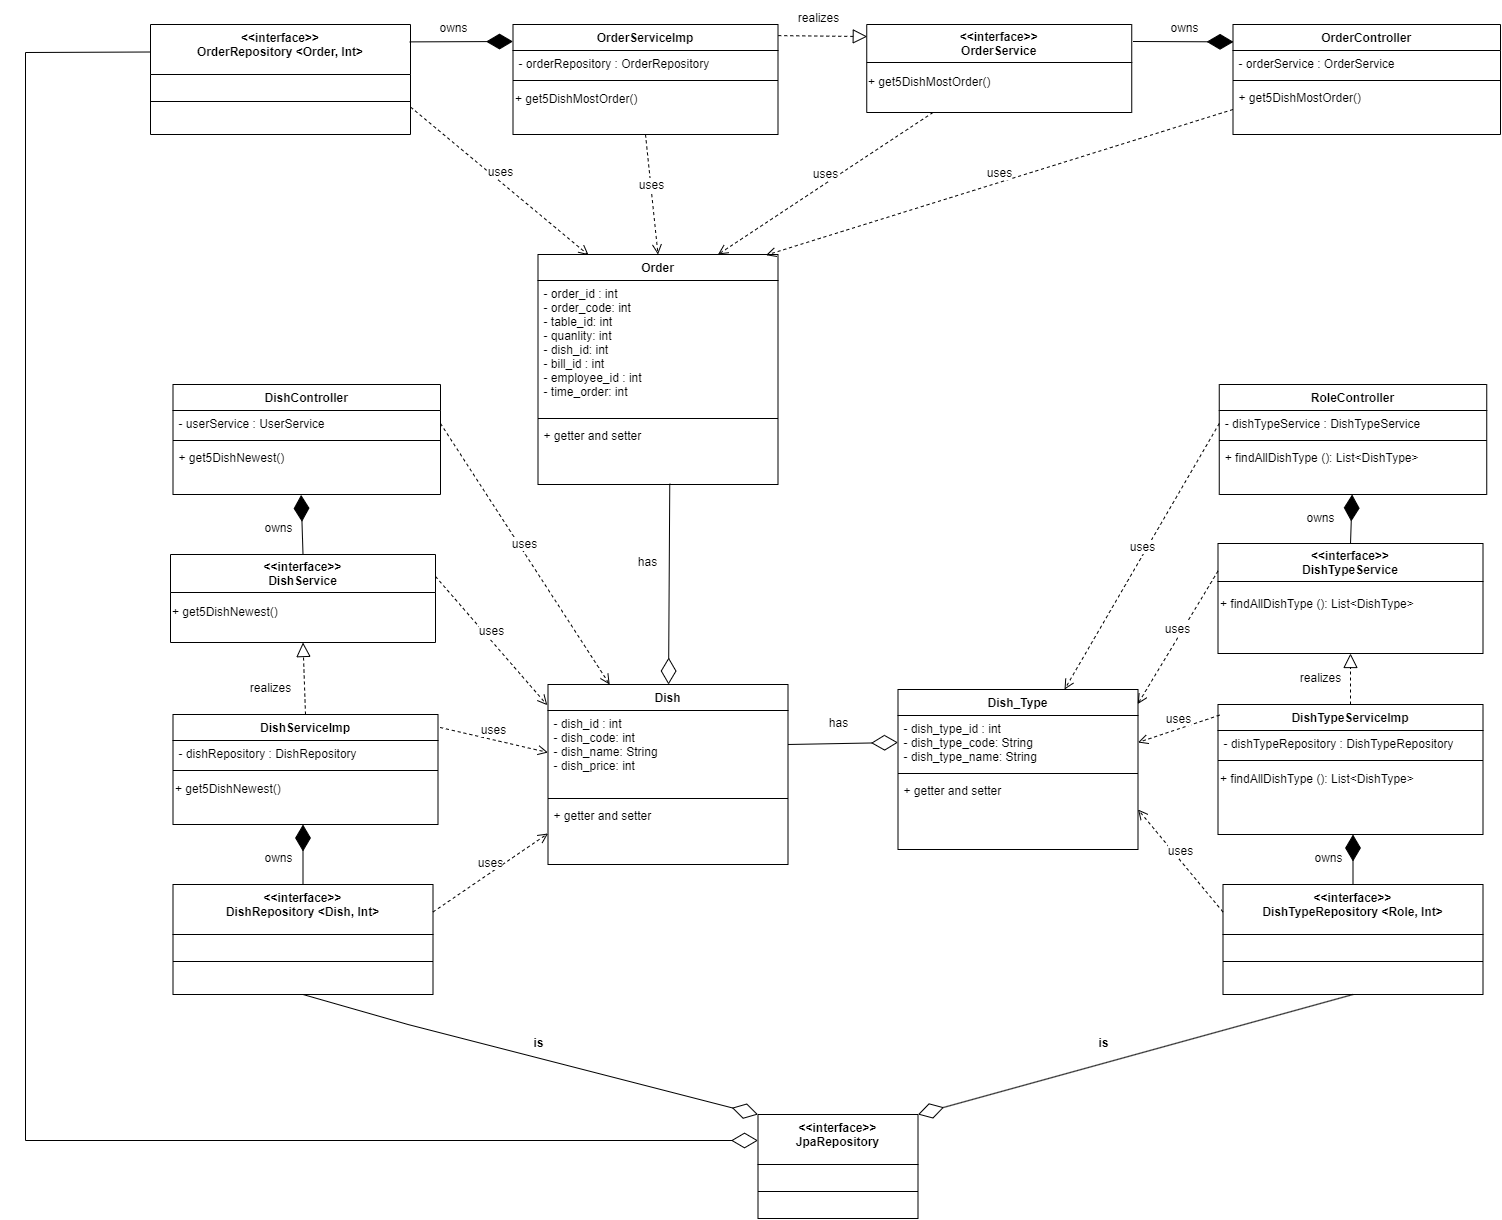 <<interface>>
OrderRepository <Order, Int>
owns
OrderServiceImp
- orderRepository : OrderRepository
+ get5DishMostOrder()
realizes
<<interface>>
OrderService
+ get5DishMostOrder()
owns
OrderController
- orderService : OrderService
+ get5DishMostOrder()
uses
uses
uses
uses
Order
- order_id : int
- order_code: int
- table_id: int
- quanlity: int
- dish_id: int
- bill_id : int
- employee_id : int
- time_order: int
+ getter and setter
DishController
- userService : UserService
+ get5DishNewest()
owns
<<interface>>
DishService
+ get5DishNewest()
realizes
DishServiceImp
- dishRepository : DishRepository
+ get5DishNewest()
owns
<<interface>>
DishRepository <Dish, Int>
uses
uses
uses
uses
has
Dish
- dish_id : int
- dish_code: int
- dish_name: String
- dish_price: int
+ getter and setter
has
Dish_Type
- dish_type_id : int
- dish_type_code: String
- dish_type_name: String
+ getter and setter
uses
uses
uses
uses
RoleController
- dishTypeService : DishTypeService
+ findAllDishType (): List<DishType>
owns
<<interface>>
DishTypeService
+ findAllDishType (): List<DishType>
realizes
DishTypeServiceImp
- dishTypeRepository : DishTypeRepository
+ findAllDishType (): List<DishType>
owns
<<interface>>
DishTypeRepository <Role, Int>
is
is
<<interface>>
JpaRepository